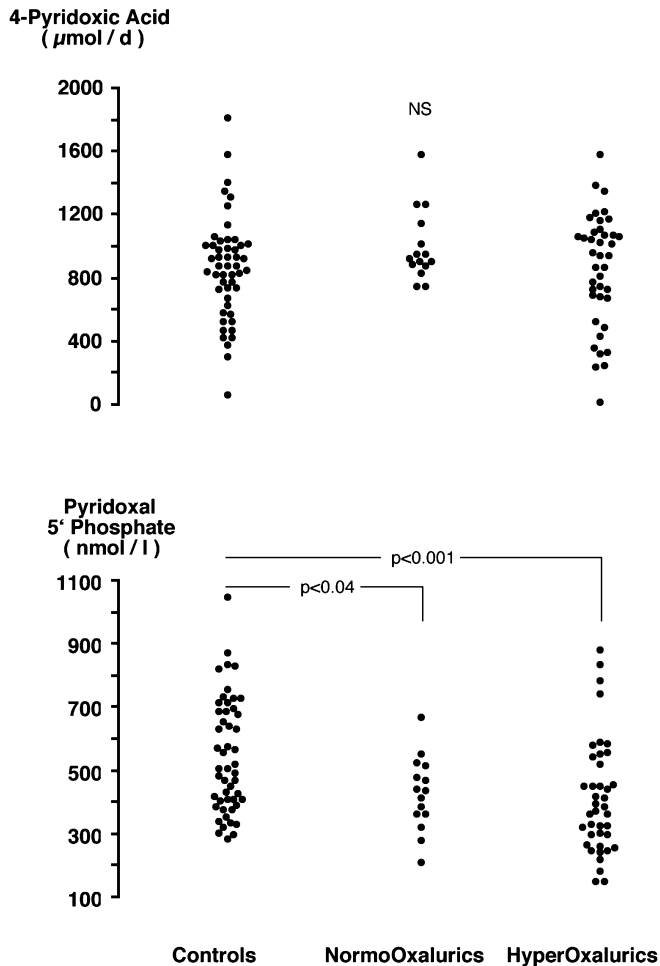 4-Pyridoxic Acid
( µmol / d )
2000
NS
1600
1200
800
400
0
Pyridoxal
5‘ Phosphate
( nmol / l )
p<0.001
1100
p<0.04
900
700
500
300
100
Controls NormoOxalurics HyperOxalurics